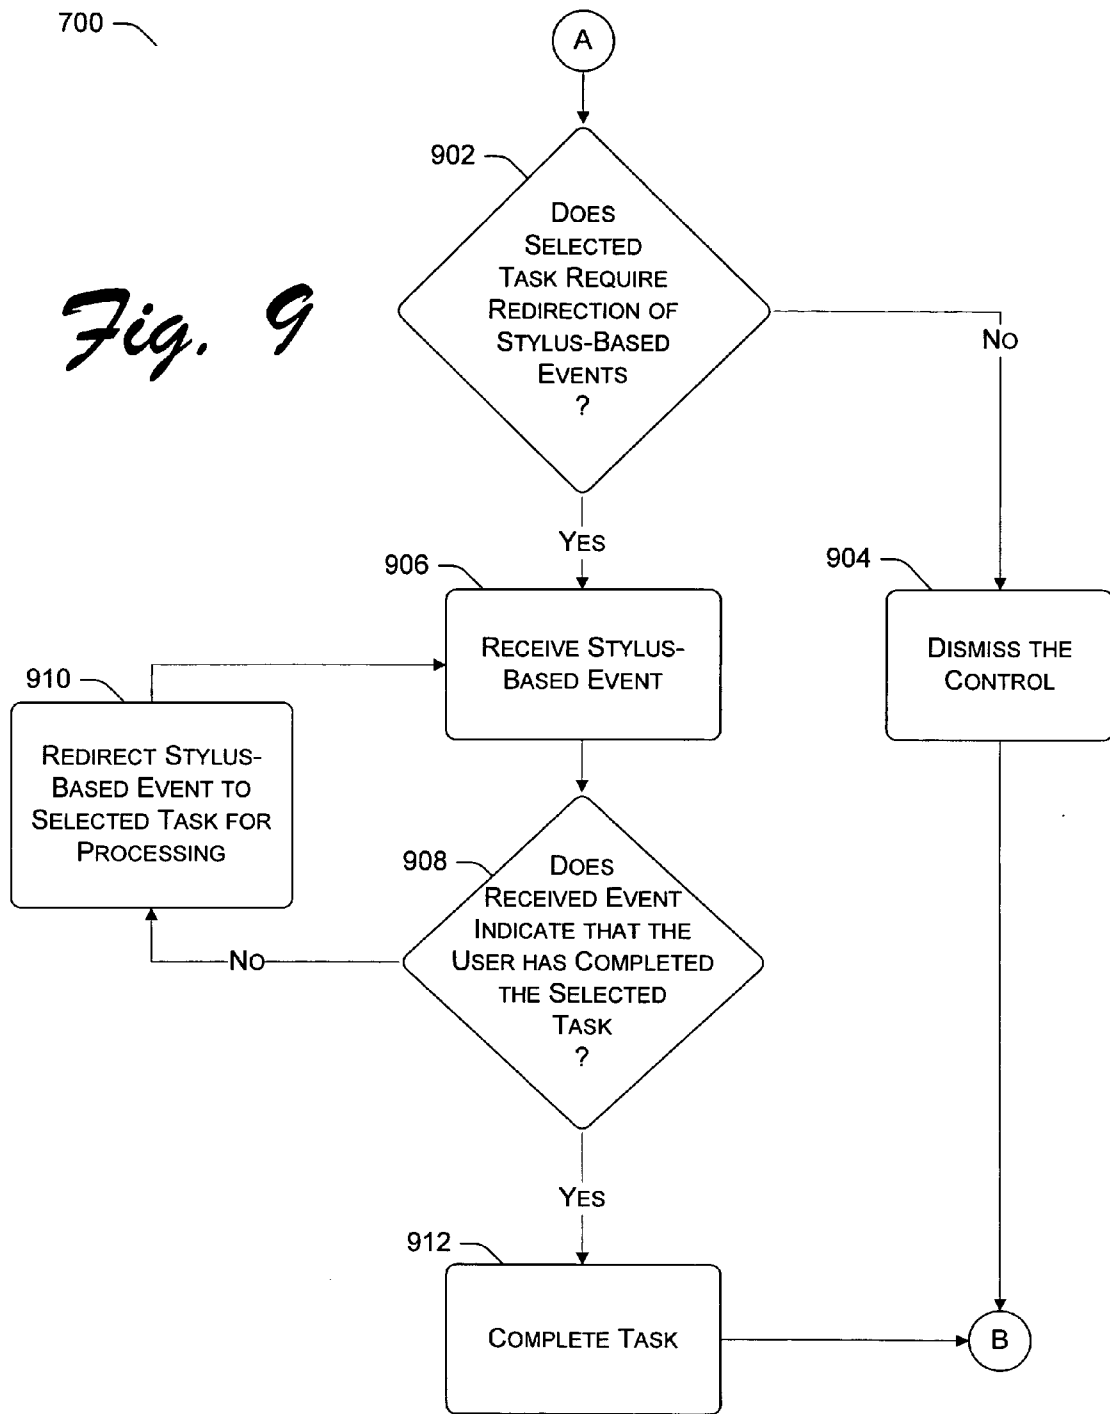 700
A
902
DOES
SELECTED
TASK REQUIRE
REDIRECTION OF
STYLUS-BASED
EVENTS
?
Fig. 9
NO
YES
906
904
RECEIVE STYLUS-
BASED EVENT
DISMISS THE
CONTROL
910
REDIRECT STYLUS-
BASED EVENT TO
SELECTED TASK FOR
PROCESSING
908
DOES
RECEIVED EVENT
INDICATE THAT THE
USER HAS COMPLETED
THE SELECTED
TASK
?
NO
YES
912
COMPLETE TASK
B